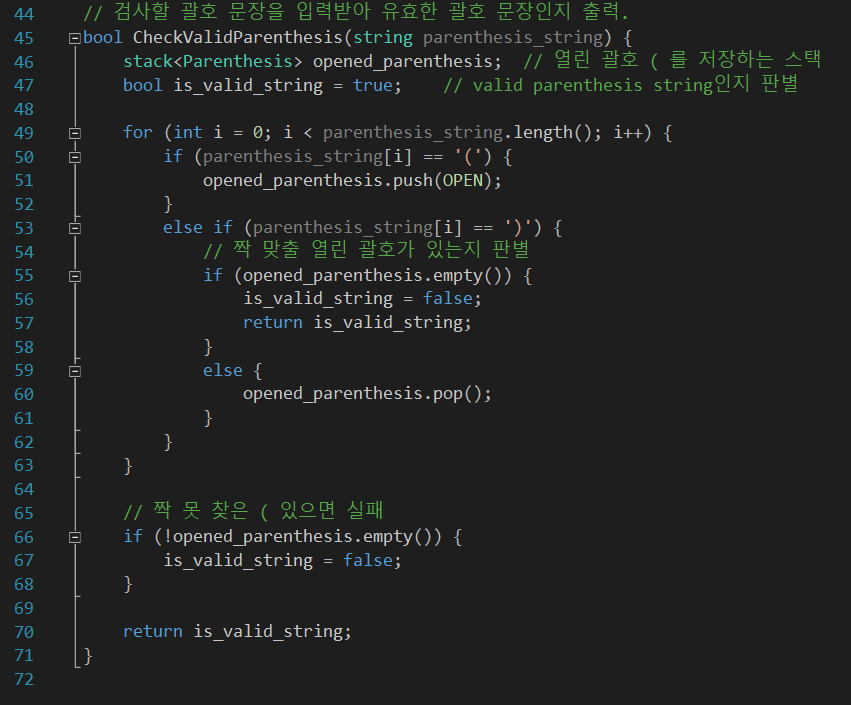 44 // 검사할 괄호 문장을 입력받아 유효한 괄호 문장인지 출력.
45 bool CheckValidParenthesis(string parenthesis_string) {
46     stack<Parenthesis> opened_parenthesis;  // 열린 괄호 ( 를 저장하는 스택
47     bool is_valid_string = true;    // valid parenthesis string인지 판별
48
49     for (int i = 0; i < parenthesis_string.length(); i++) {
50         if (parenthesis_string[i] == '(') {
51             opened_parenthesis.push(OPEN);
52         }
53         else if (parenthesis_string[i] == ')') {
54             // 짝 맞출 열린 괄호가 있는지 판별
55             if (opened_parenthesis.empty()) {
56                 is_valid_string = false;
57                 return is_valid_string;
58             }
59             else {
60                 opened_parenthesis.pop();
61             }
62         }
63     }
64
65     // 짝 못 찾은 ( 있으면 실패
66     if (!opened_parenthesis.empty()) {
67         is_valid_string = false;
68     }
69
70     return is_valid_string;
71 }
72